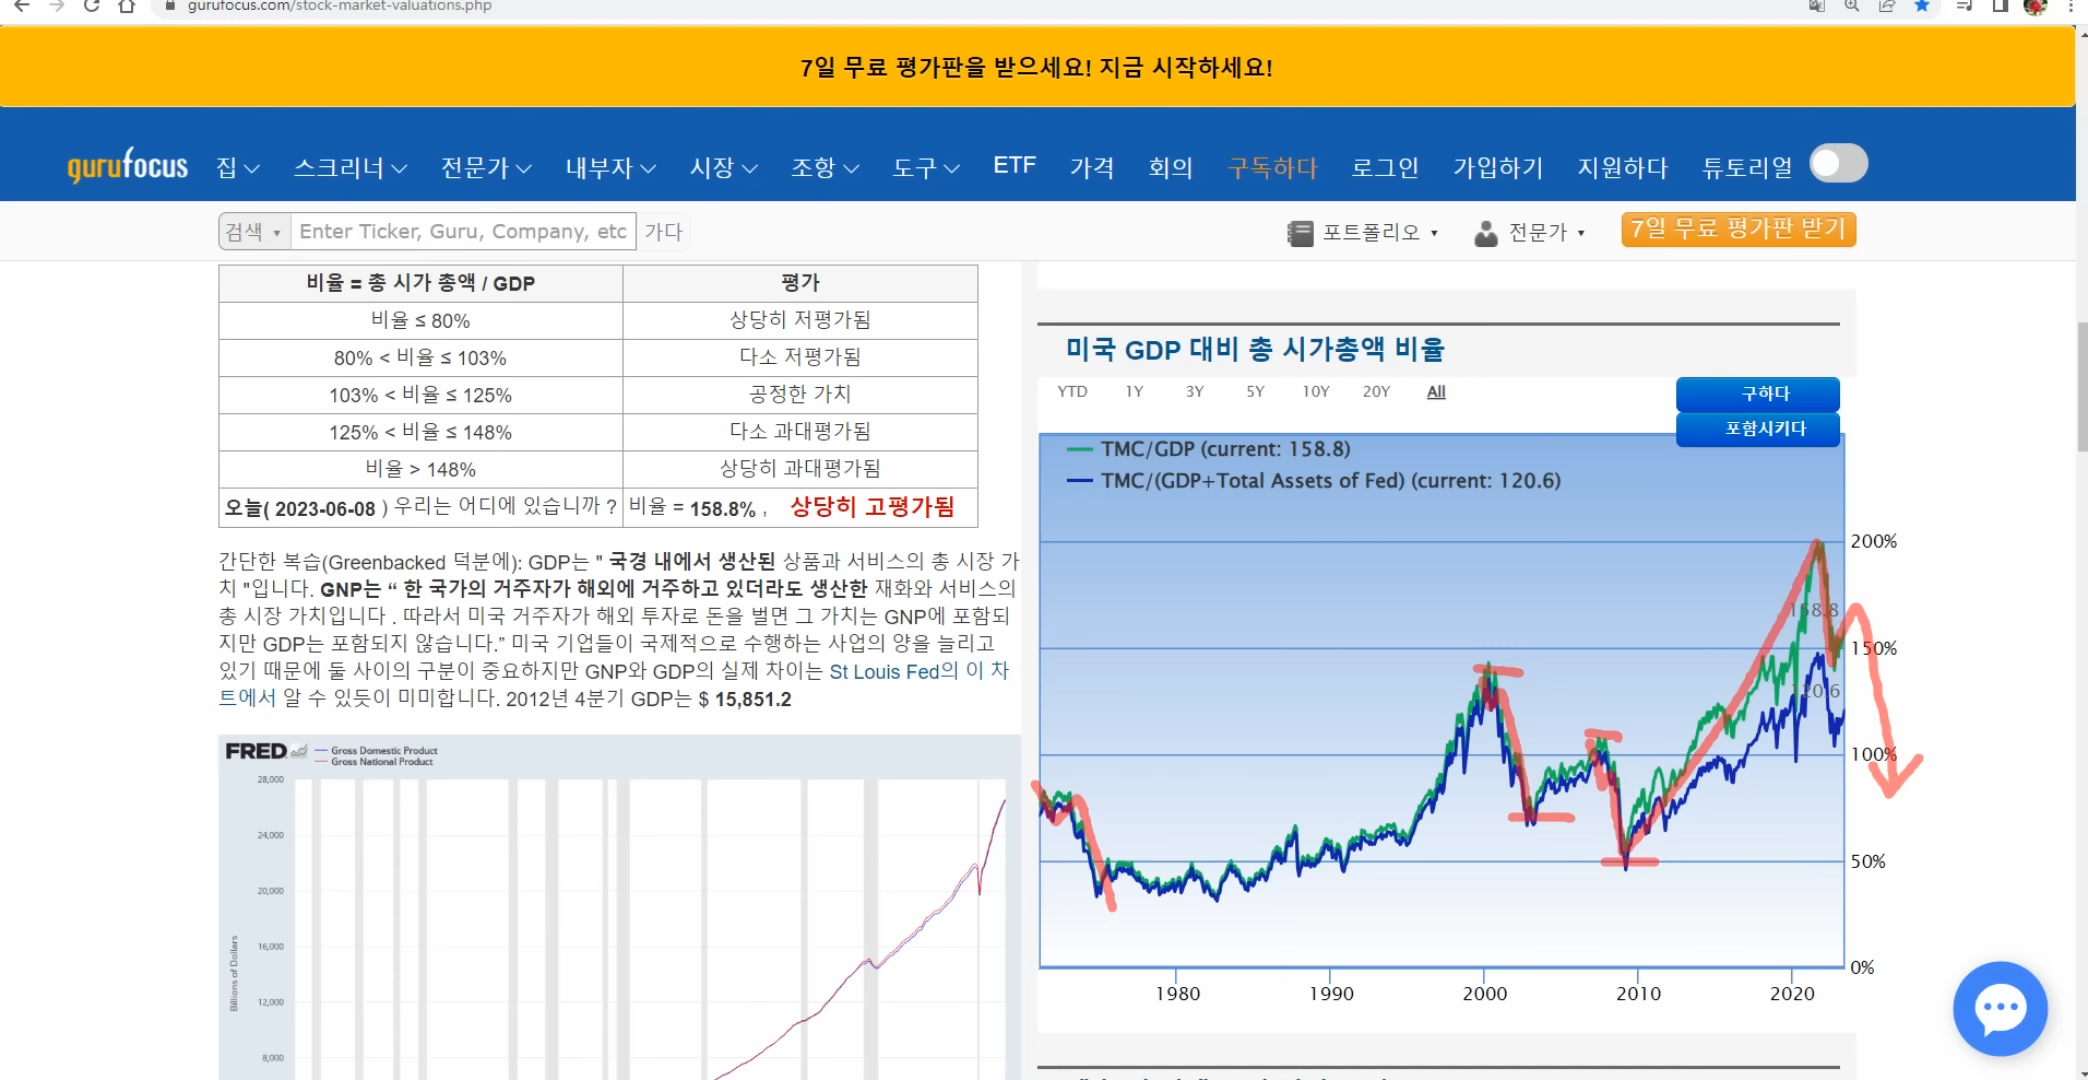 gurufocus.com/stock-market-valuations.php
7일 무료 평가판을 받으세요! 지금 시작하세요!
gurufocus 집 스크리너 전문가 내부자 시장 조항 도구 ETF 가격 회의 구독하다 로그인 가입하기 지원하다 튜토리얼
검색 Enter Ticker, Guru, Company, etc 가다 포트폴리오 전문가 7일 무료 평가판 받기
비율 = 총 시가 총액 / GDP 평가
비율 ≤ 80% 상당히 저평가됨
80% < 비율 ≤ 103% 다소 저평가됨
103% < 비율 ≤ 125% 공정한 가치
125% < 비율 ≤ 148% 다소 과대평가됨
비율 > 148% 상당히 과대평가됨
오늘( 2023-06-08 ) 우리는 어디에 있습니까 ? 비율 = 158.8% , 상당히 고평가됨
간단한 복습(Greenbacked 덕분에): GDP는 " 국경 내에서 생산된 상품과 서비스의 총 시장 가
치 "입니다. GNP는 “ 한 국가의 거주자가 해외에 거주하고 있더라도 생산한 재화와 서비스의
총 시장 가치입니다 . 따라서 미국 거주자가 해외 투자로 돈을 벌면 그 가치는 GNP에 포함되
지만 GDP는 포함되지 않습니다.” 미국 기업들이 국제적으로 수행하는 사업의 양을 늘리고
있기 때문에 둘 사이의 구분이 중요하지만 GNP와 GDP의 실제 차이는 St Louis Fed의 이 차
트에서 알 수 있듯이 미미합니다. 2012년 4분기 GDP는 $ 15,851.2
FRED
Gross Domestic Product
Gross National Product
28,000
24,000
20,000
16,000
12,000
8,000
Billions of Dollars
미국 GDP 대비 총 시가총액 비율
YTD 1Y 3Y 5Y 10Y 20Y All
구하다
포함시키다
TMC/GDP (current: 158.8)
TMC/(GDP+Total Assets of Fed) (current: 120.6)
200%
158.8
150%
120.6
100%
50%
0%
1980 1990 2000 2010 2020